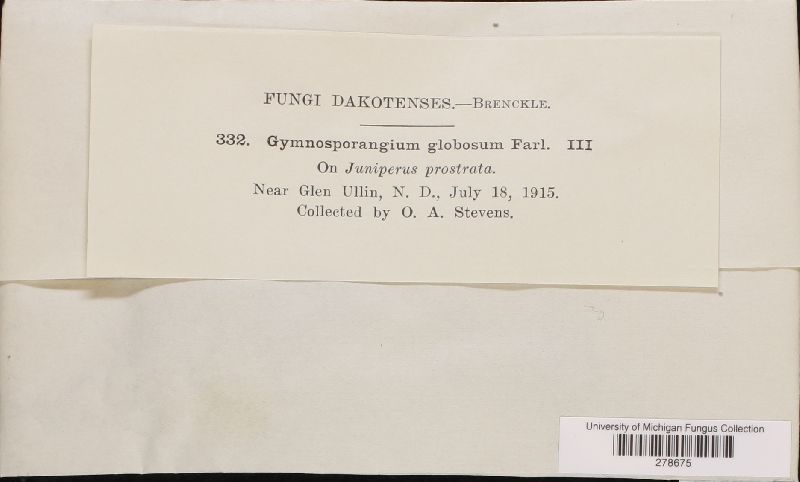 FUNGI DAKOTENSES.—BRENCKLE.
332. Gymnosporangium globosum Farl. III
On Juniperus prostrata.
Near Glen Ullin, N. D., July 18, 1915.
Collected by O. A. Stevens.
University of Michigan Fungus Collection
278675